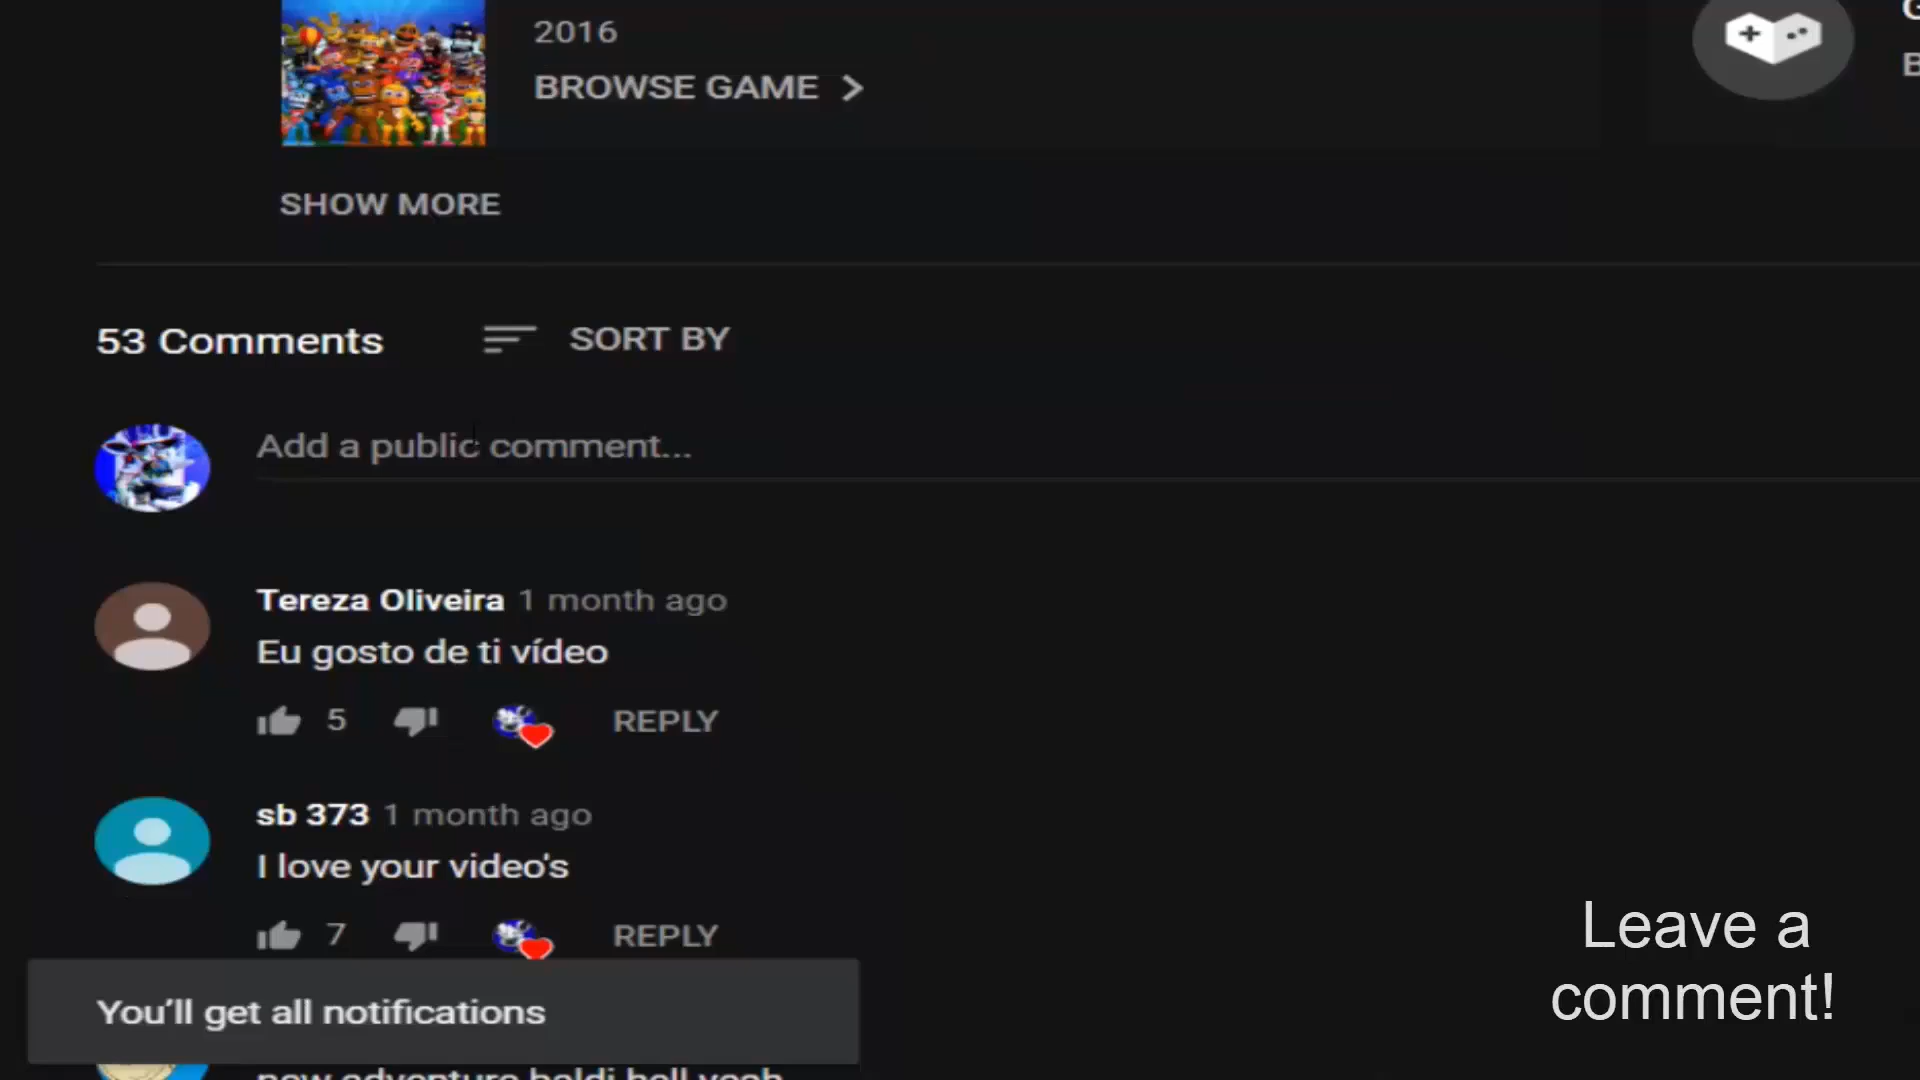 2016
BROWSE GAME
SHOW MORE
53 Comments
SORT BY
Add a public comment...
Tereza Oliveira 1 month ago
Eu gosto de ti vídeo
5
REPLY
sb 373 1 month ago
I love your video's
7
REPLY
You'll get all notifications
Leave a
comment!